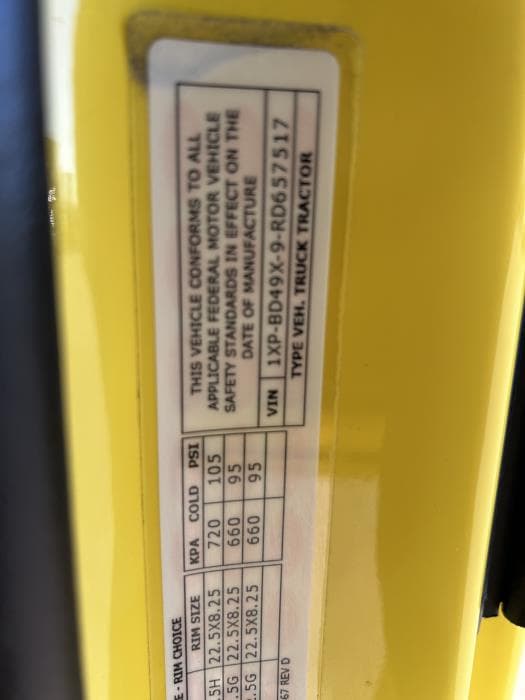 E - RIM CHOICE
RIM SIZE KPA COLD PSI
.5H 22.5X8.25 720 105
.5G 22.5X8.25 660 95
.5G 22.5X8.25 660 95
67 REV D
THIS VEHICLE CONFORMS TO ALL
APPLICABLE FEDERAL MOTOR VEHICLE
SAFETY STANDARDS IN EFFECT ON THE
DATE OF MANUFACTURE
VIN 1XP-BD49X-9-RD657517
TYPE VEH. TRUCK TRACTOR